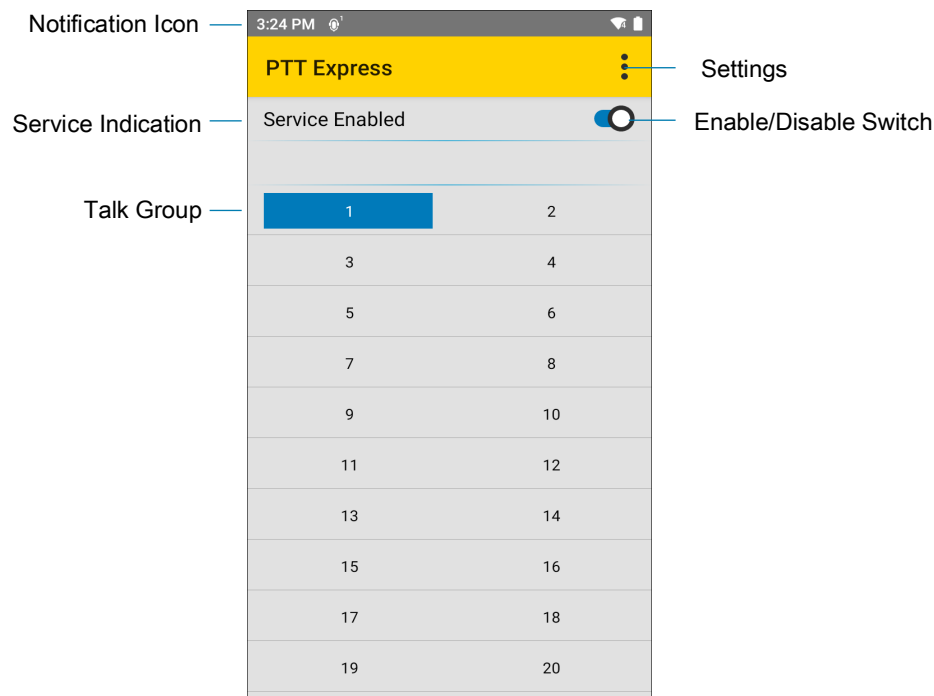 Notification Icon
3:24 PM 1
PTT Express
Settings
Service Indication
Service Enabled
Enable/Disable Switch
Talk Group
1 2
3 4
5 6
7 8
9 10
11 12
13 14
15 16
17 18
19 20